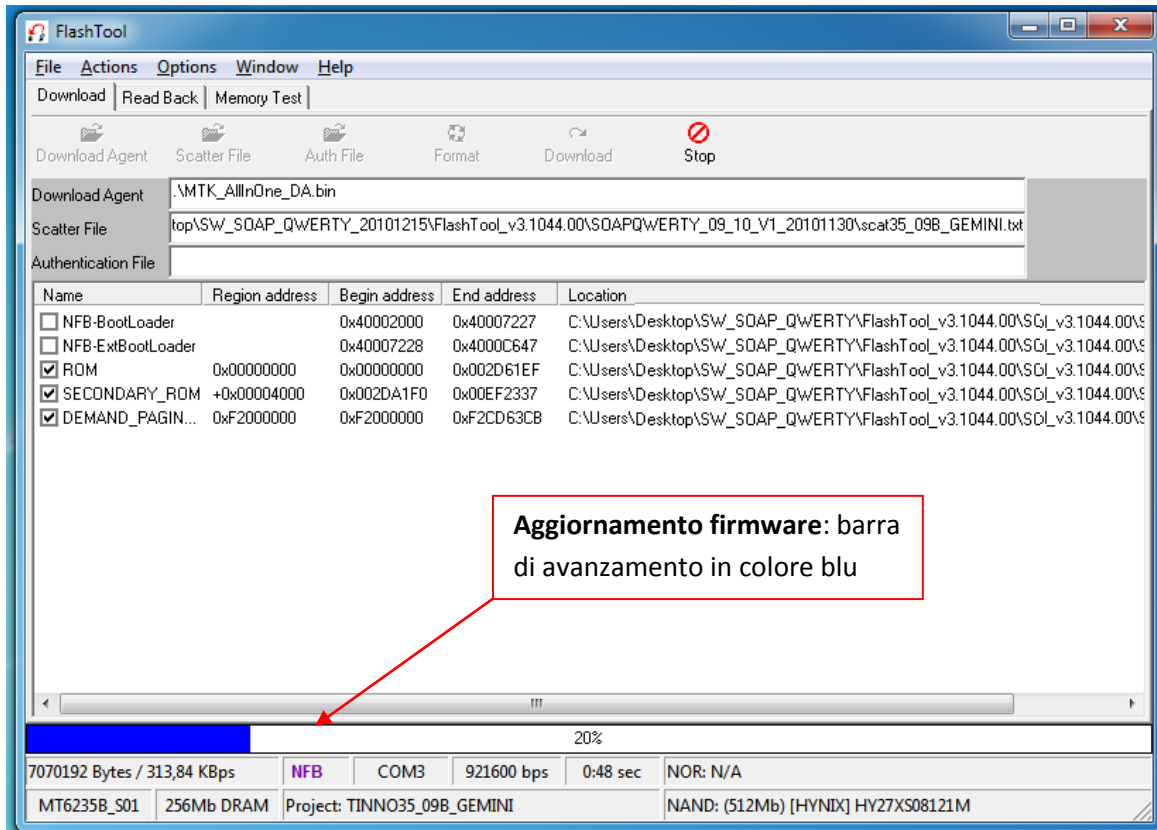 FlashTool
File Actions Options Window Help
Download Read Back Memory Test
Download Agent Scatter File Auth File Format Download Stop
Download Agent .\MTK_AllInOne_DA.bin
Scatter File top\SW_SOAP_QWERTY_20101215\FlashTool_v3.1044.00\SOAPQWERTY_09_10_V1_20101130\scat35_09B_GEMINI.txt
Authentication File
Name Region address Begin address End address Location
NFB-BootLoader 0x40002000 0x40007227 C:\Users\Desktop\SW_SOAP_QWERTY\FlashTool_v3.1044.00\SGl_v3.1044.00\S
NFB-ExtBootLoader 0x40007228 0x4000C647 C:\Users\Desktop\SW_SOAP_QWERTY\FlashTool_v3.1044.00\SGl_v3.1044.00\S
ROM 0x00000000 0x00000000 0x002D61EF C:\Users\Desktop\SW_SOAP_QWERTY\FlashTool_v3.1044.00\SGl_v3.1044.00\S
SECONDARY_ROM +0x00004000 0x002DA1F0 0x00EF2337 C:\Users\Desktop\SW_SOAP_QWERTY\FlashTool_v3.1044.00\SGl_v3.1044.00\S
DEMAND_PAGIN... 0xF2000000 0xF2000000 0xF2CD63CB C:\Users\Desktop\SW_SOAP_QWERTY\FlashTool_v3.1044.00\SGl_v3.1044.00\S
Aggiornamento firmware: barra
di avanzamento in colore blu
20%
7070192 Bytes / 313,84 KBps NFB COM3 921600 bps 0:48 sec NOR: N/A
MT6235B_S01 256Mb DRAM Project: TINNO35_09B_GEMINI NAND: (512Mb) [HYNIX] HY27XS08121M